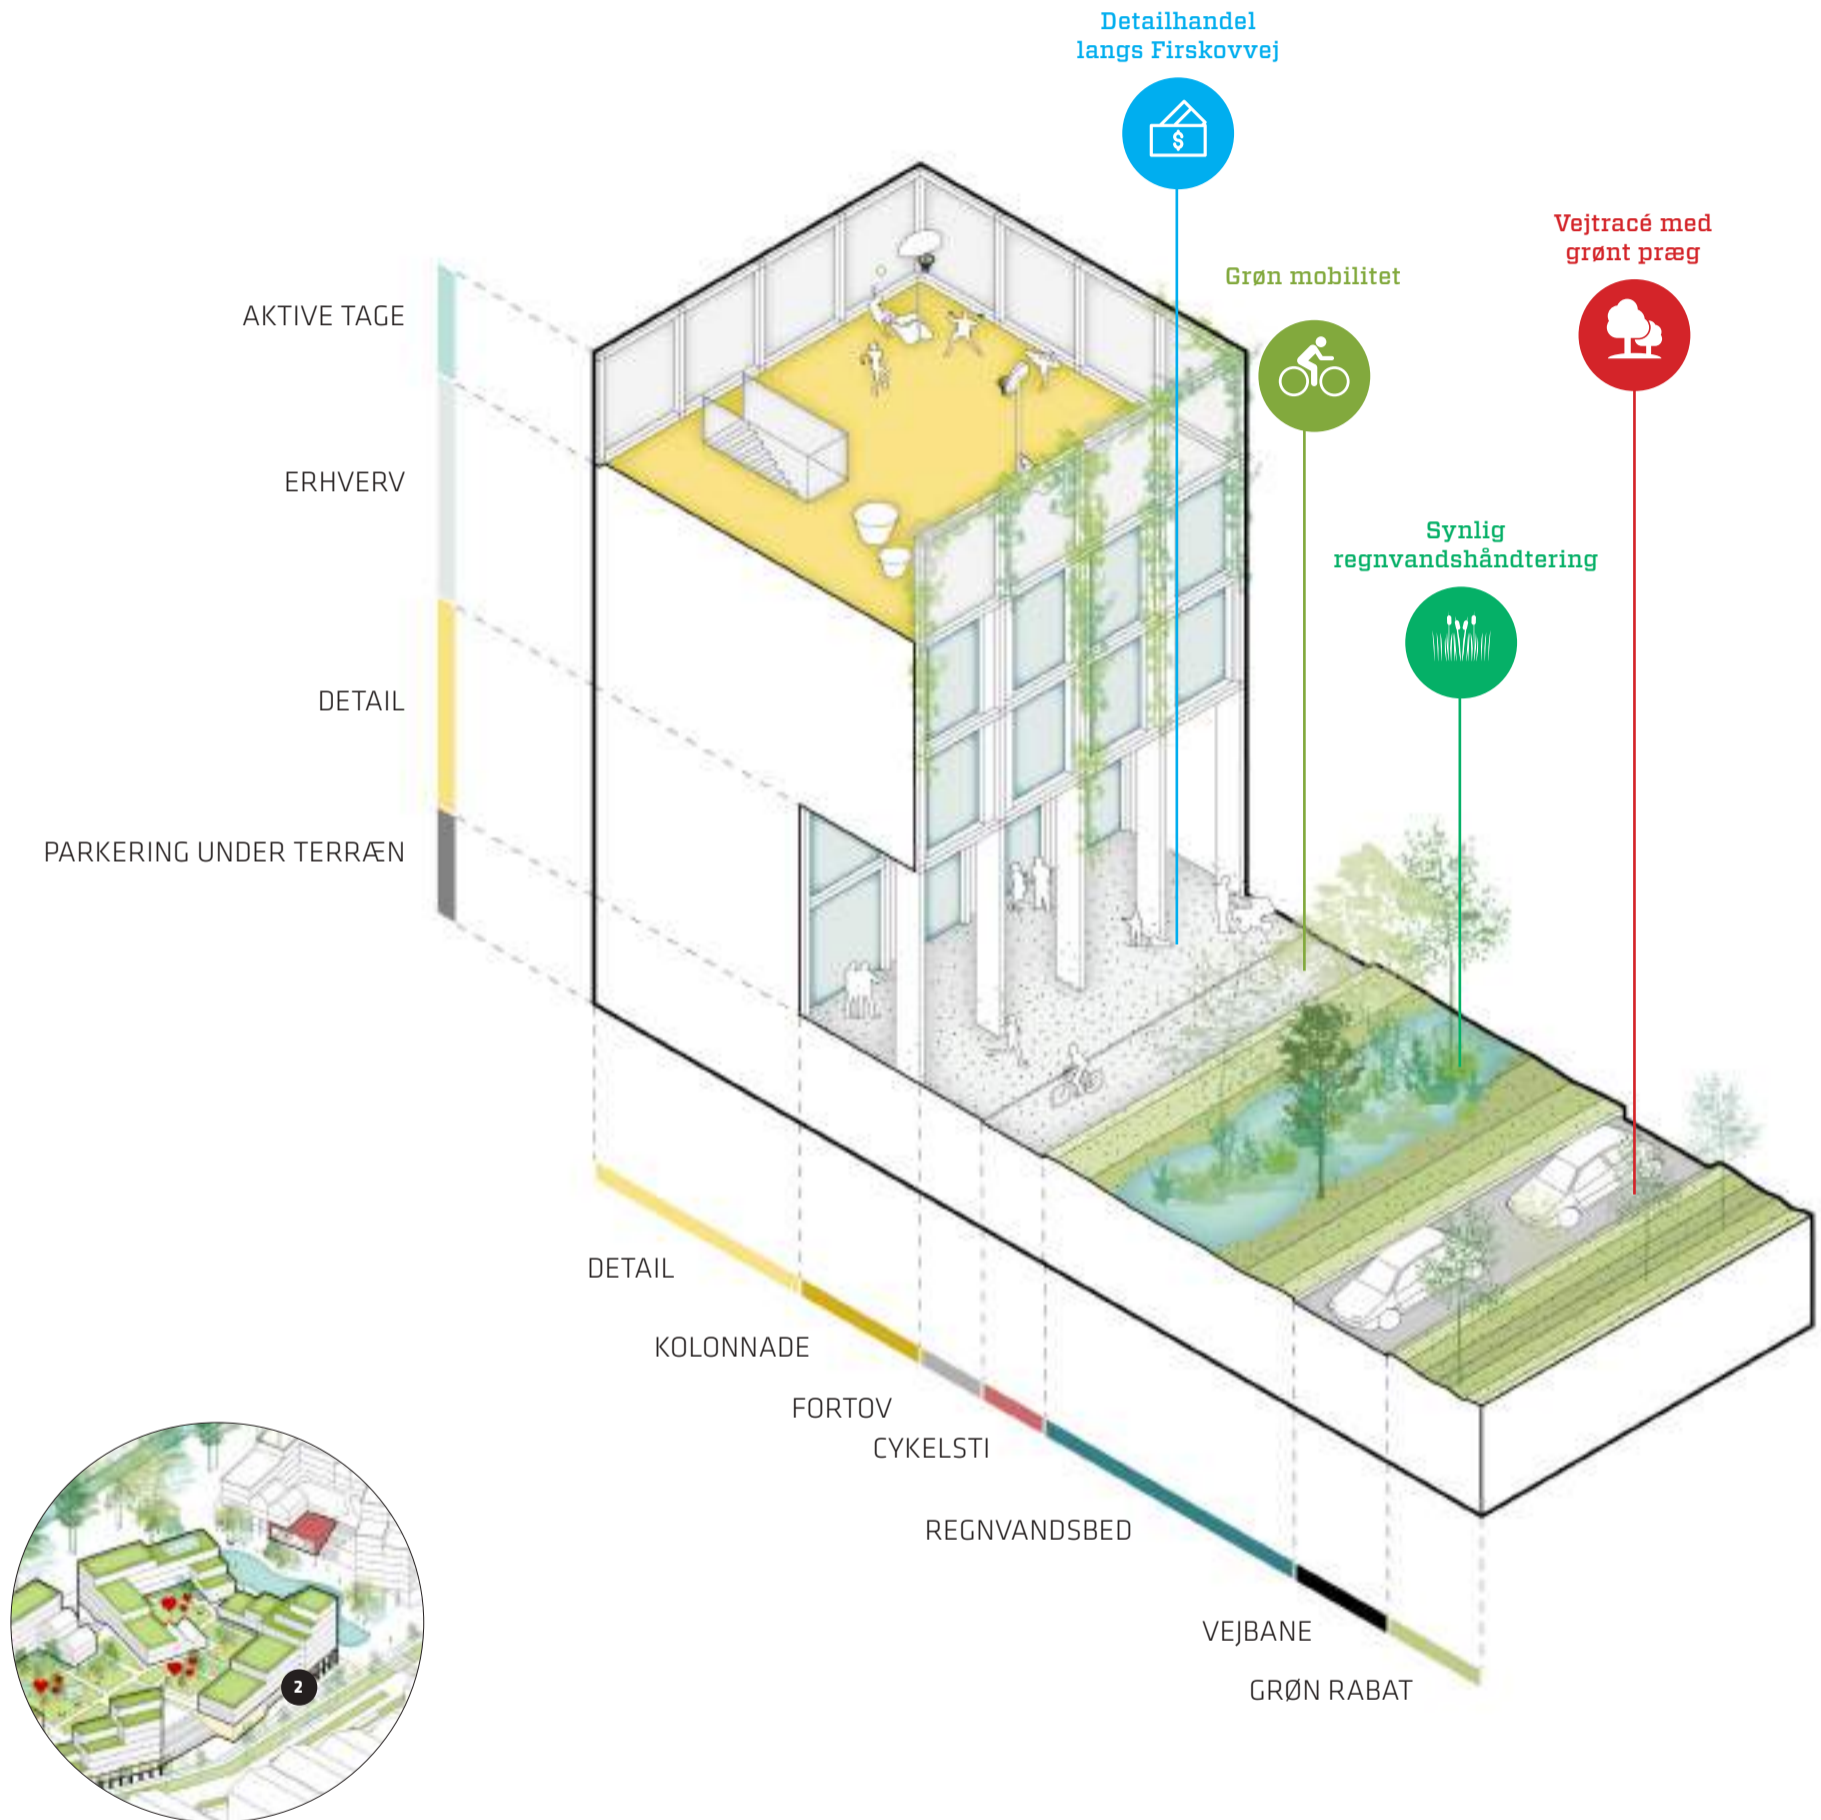 Detailhandel
langs Firskovvej
$
Vejtracé med
grønt præg
Grøn mobilitet
AKTIVE TAGE
ERHVERV
Synlig
regnvandshåndtering
DETAIL
PARKERING UNDER TERRÆN
DETAIL
KOLONNADE
FORTOV
CYKELSTI
REGNVANDSBED
VEJBANE
GRØN RABAT
2